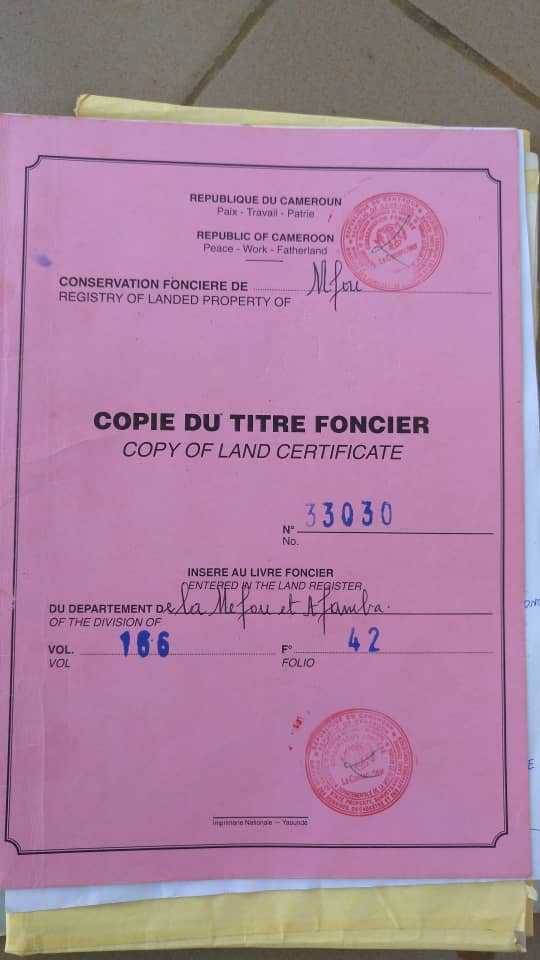 REPUBLIQUE DU CAMEROUN
Paix - Travail - Patrie
REPUBLIC OF CAMEROON
Peace - Work - Fatherland
CONSERVATION FONCIERE DE Mfou
REGISTRY OF LANDED PROPERTY OF
COPIE DU TITRE FONCIER
COPY OF LAND CERTIFICATE
N° 33030
No.
INSERE AU LIVRE FONCIER
ENTERED IN THE LAND REGISTER
DU DEPARTEMENT De la Mefou et Afamba.
OF THE DIVISION OF
VOL. 166 F° 42
VOL FOLIO
Le Conservateur
Imprimerie Nationale — Yaoundé